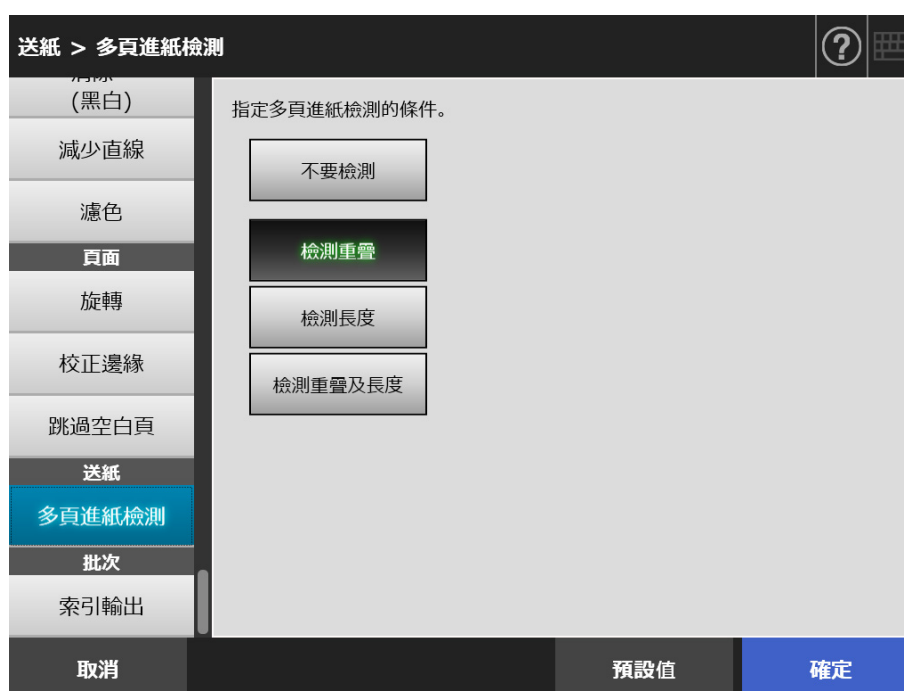 送紙 > 多頁進紙檢測
(黑白)
減少直線
濾色
頁面
旋轉
校正邊緣
跳過空白頁
送紙
多頁進紙檢測
批次
索引輸出
指定多頁進紙檢測的條件。
不要檢測
檢測重疊
檢測長度
檢測重疊及長度
取消
預設值
確定